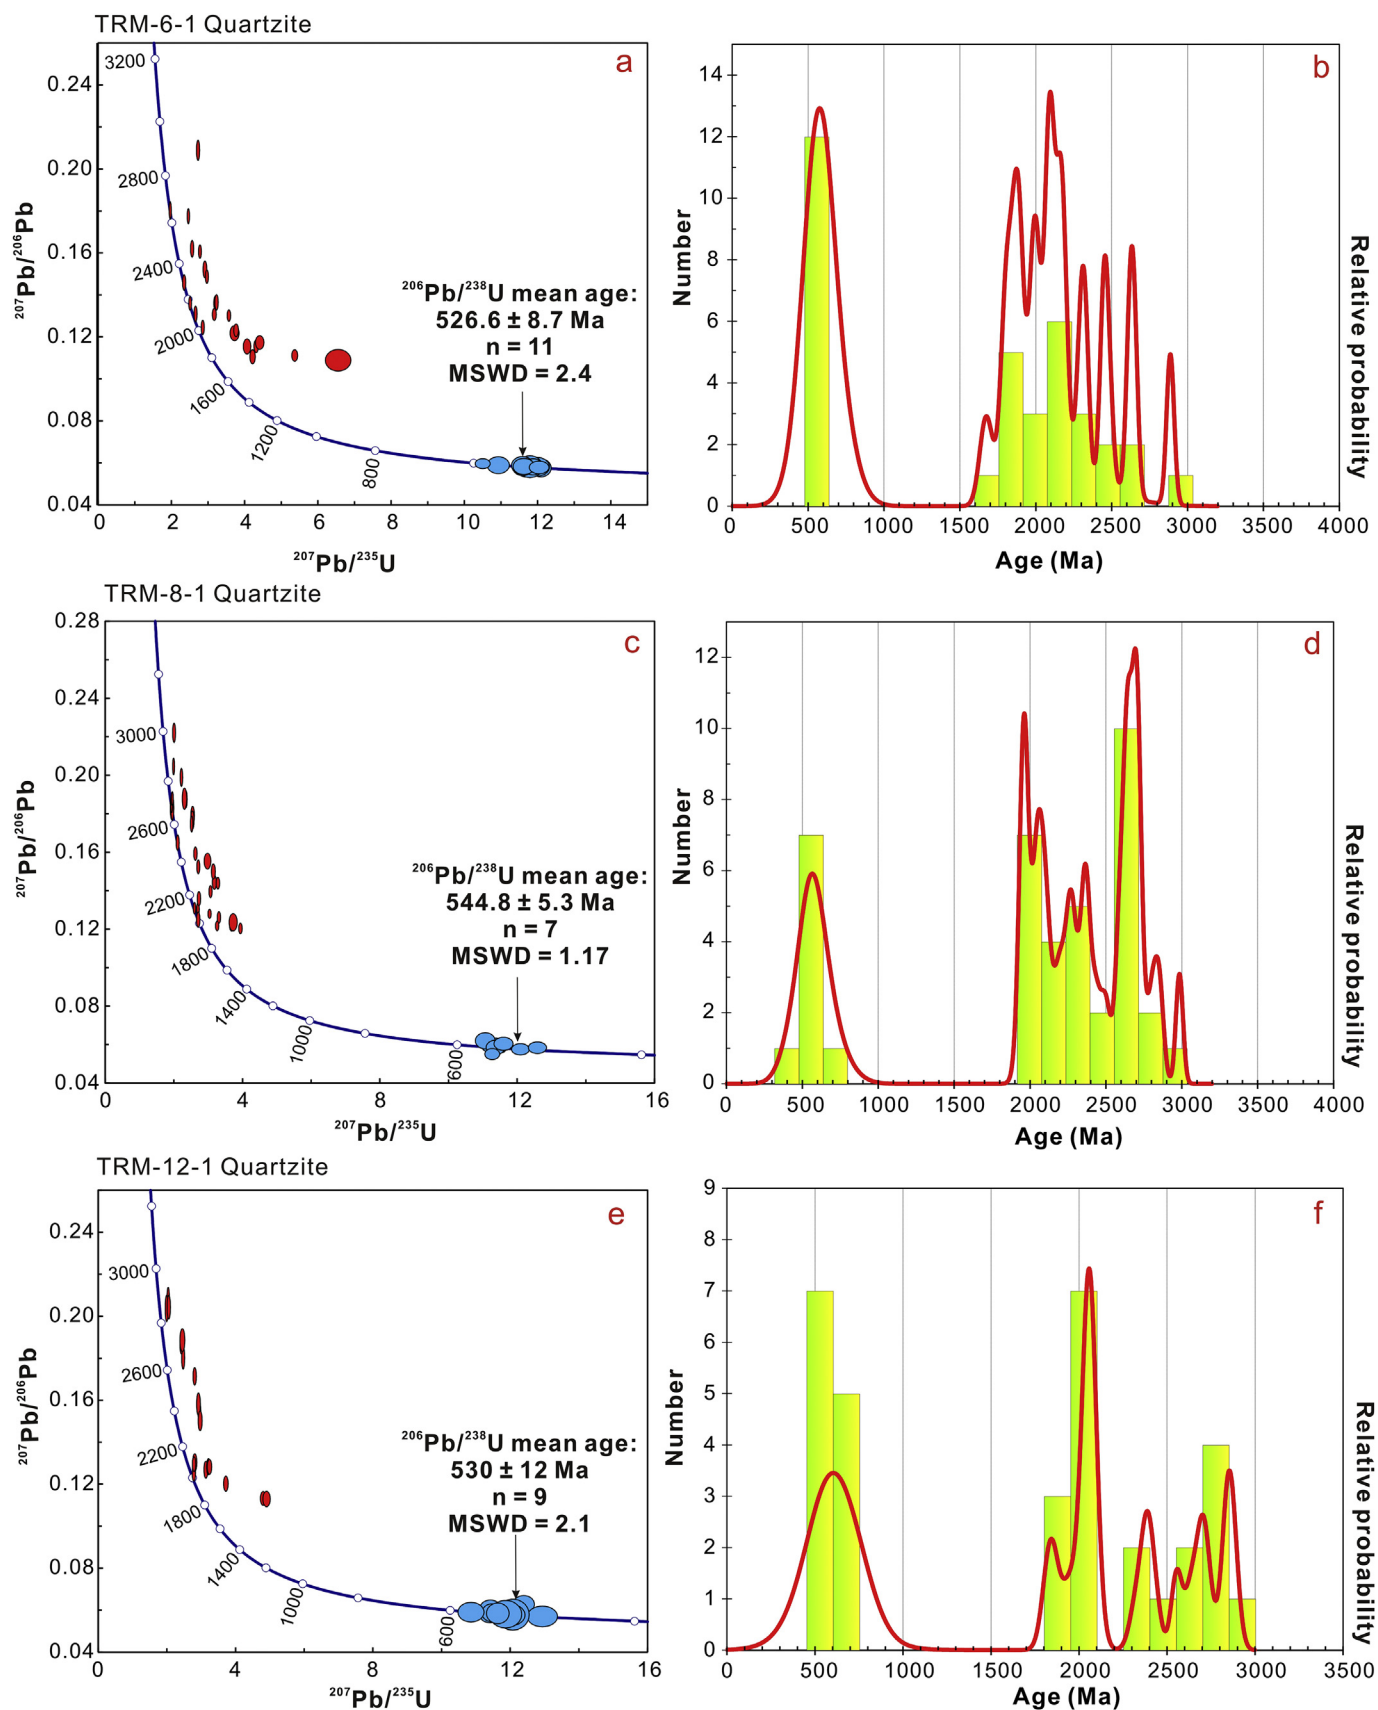 TRM-6-1 Quartzite
a
0.24
0.20
0.16
0.12
0.08
0.04
²⁰⁷Pb/²⁰⁶Pb
3200
2800
2400
2000
1600
1200
800
²⁰⁶Pb/²³⁸U mean age:
526.6 ± 8.7 Ma
n = 11
MSWD = 2.4
0 2 4 6 8 10 12 14
²⁰⁷Pb/²³⁵U
b
14
12
10
8
6
4
2
0
Number
Relative probability
0 500 1000 1500 2000 2500 3000 3500 4000
Age (Ma)
TRM-8-1 Quartzite
c
0.28
0.24
0.20
0.16
0.12
0.08
0.04
²⁰⁷Pb/²⁰⁶Pb
3000
2600
2200
1800
1400
1000
600
²⁰⁶Pb/²³⁸U mean age:
544.8 ± 5.3 Ma
n = 7
MSWD = 1.17
0 4 8 12 16
²⁰⁷Pb/²³⁵U
d
12
10
8
6
4
2
0
Number
Relative probability
0 500 1000 1500 2000 2500 3000 3500 4000
Age (Ma)
TRM-12-1 Quartzite
e
0.24
0.20
0.16
0.12
0.08
0.04
²⁰⁷Pb/²⁰⁶Pb
3000
2600
2200
1800
1400
1000
600
²⁰⁶Pb/²³⁸U mean age:
530 ± 12 Ma
n = 9
MSWD = 2.1
0 4 8 12 16
²⁰⁷Pb/²³⁵U
f
9
8
7
6
5
4
3
2
1
0
Number
Relative probability
0 500 1000 1500 2000 2500 3000 3500
Age (Ma)